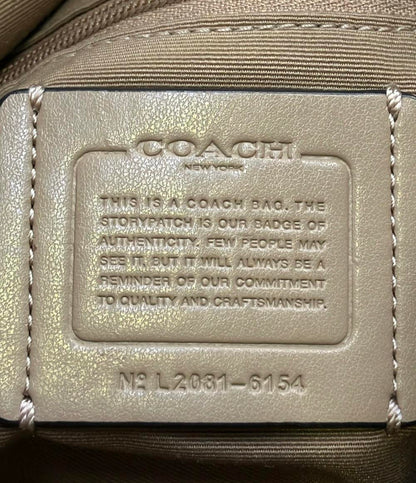 COACH
NEW YORK
THIS IS A COACH BAG. THE
STORYPATCH IS OUR BADGE OF
AUTHENTICITY. FEW PEOPLE MAY
SEE IT, BUT IT WILL ALWAYS BE A
REMINDER OF OUR COMMITMENT
TO QUALITY AND CRAFTSMANSHIP.
Nº L2081-6154